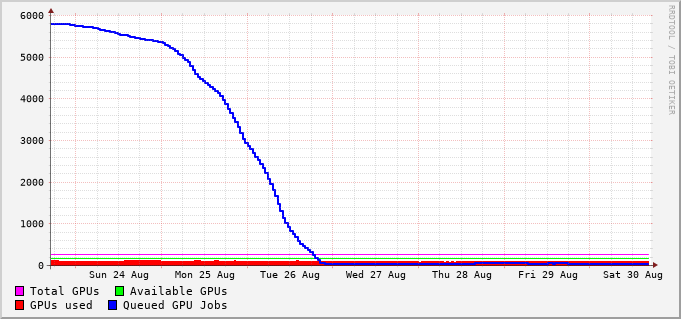 6000
5000
4000
3000
2000
1000
0
Sun 24 Aug Mon 25 Aug Tue 26 Aug Wed 27 Aug Thu 28 Aug Fri 29 Aug Sat 30 Aug
Total GPUs Available GPUs
GPUs used Queued GPU Jobs
RRDTOOL / TOBI OETIKER